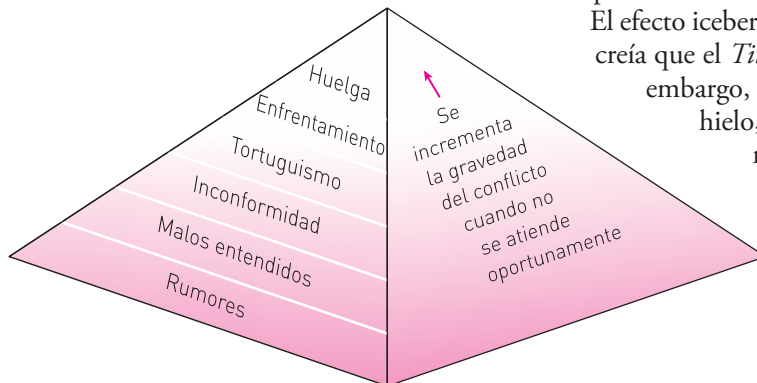 El efecto iceber
creía que el
embargo,
hielo,
Huelga
Enfrentamiento
Tortuguismo
Inconformidad
Malos entendidos
Rumores
Se
incrementa
la gravedad
del conflicto
cuando no
se atiende
oportunamente